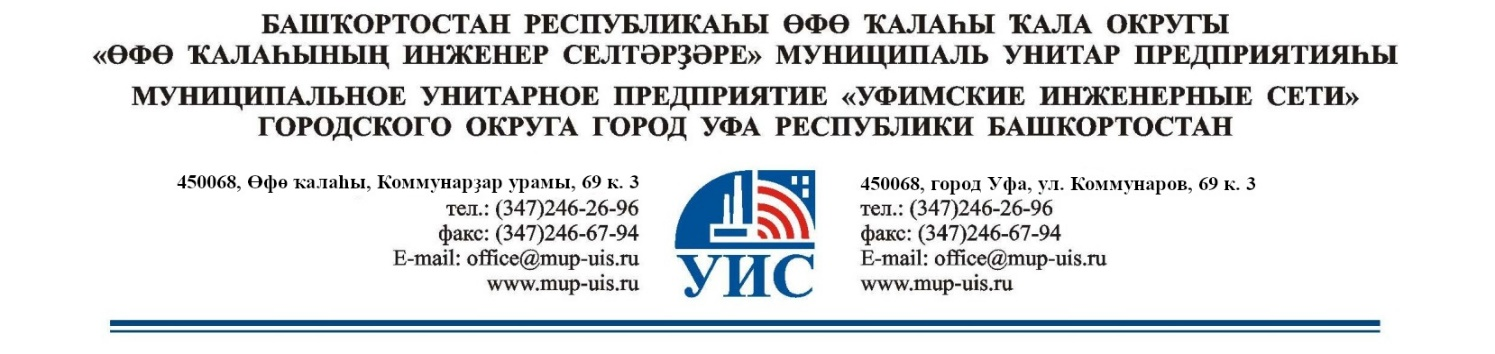 БАШҠОРТОСТАН РЕСПУБЛИКАҺЫ ӨФӨ ҠАЛАҺЫ ҠАЛА ОКРУГЫ
«ӨФӨ ҠАЛАҺЫНЫҢ ИНЖЕНЕР СЕЛТӘРҘӘРЕ» МУНИЦИПАЛЬ УНИТАР ПРЕДПРИЯТИЯҺЫ
МУНИЦИПАЛЬНОЕ УНИТАРНОЕ ПРЕДПРИЯТИЕ «УФИМСКИЕ ИНЖЕНЕРНЫЕ СЕТИ»
ГОРОДСКОГО ОКРУГА ГОРОД УФА РЕСПУБЛИКИ БАШКОРТОСТАН
450068, Өфө ҡалаһы, Коммунарҙар урамы, 69 к. 3
тел.: (347)246-26-96
факс: (347)246-67-94
E-mail: office@mup-uis.ru
www.mup-uis.ru
УИС
450068, город Уфа, ул. Коммунаров, 69 к. 3
тел.: (347)246-26-96
факс: (347)246-67-94
E-mail: office@mup-uis.ru
www.mup-uis.ru